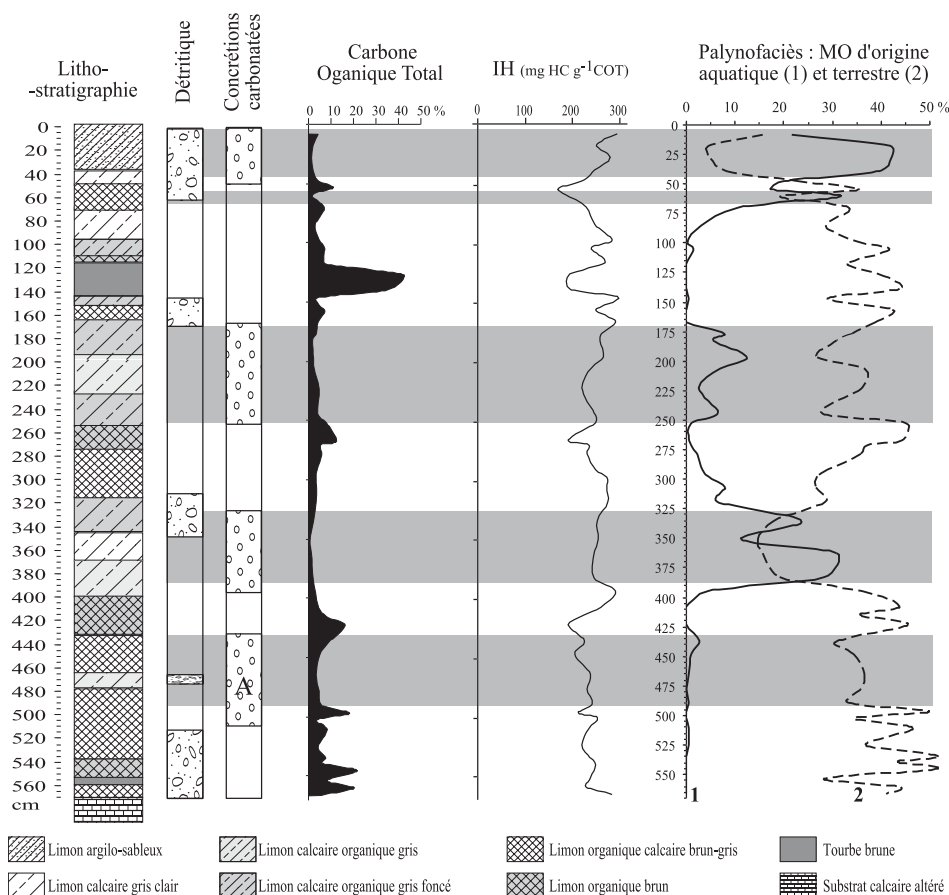 Litho-
-stratigraphie
Détritique
Concrétions
carbonatées
Carbone
Oganique Total
IH (mg HC g-1COT)
Palynofaciès : MO d'origine
aquatique (1) et terrestre (2)
0 10 20 30 40 50 %
0 100 200 300
0 10 20 30 40 50 %
0
20
40
60
80
100
120
140
160
180
200
220
240
260
280
300
320
340
360
380
400
420
440
460
480
500
520
540
560
cm
A
0
25
50
75
100
125
150
175
200
225
250
275
300
325
350
375
400
425
450
475
500
525
550
1 2
Limon argilo-sableux
Limon calcaire organique gris
Limon organique calcaire brun-gris
Tourbe brune
Limon calcaire gris clair
Limon calcaire organique gris foncé
Limon organique brun
Substrat calcaire altéré